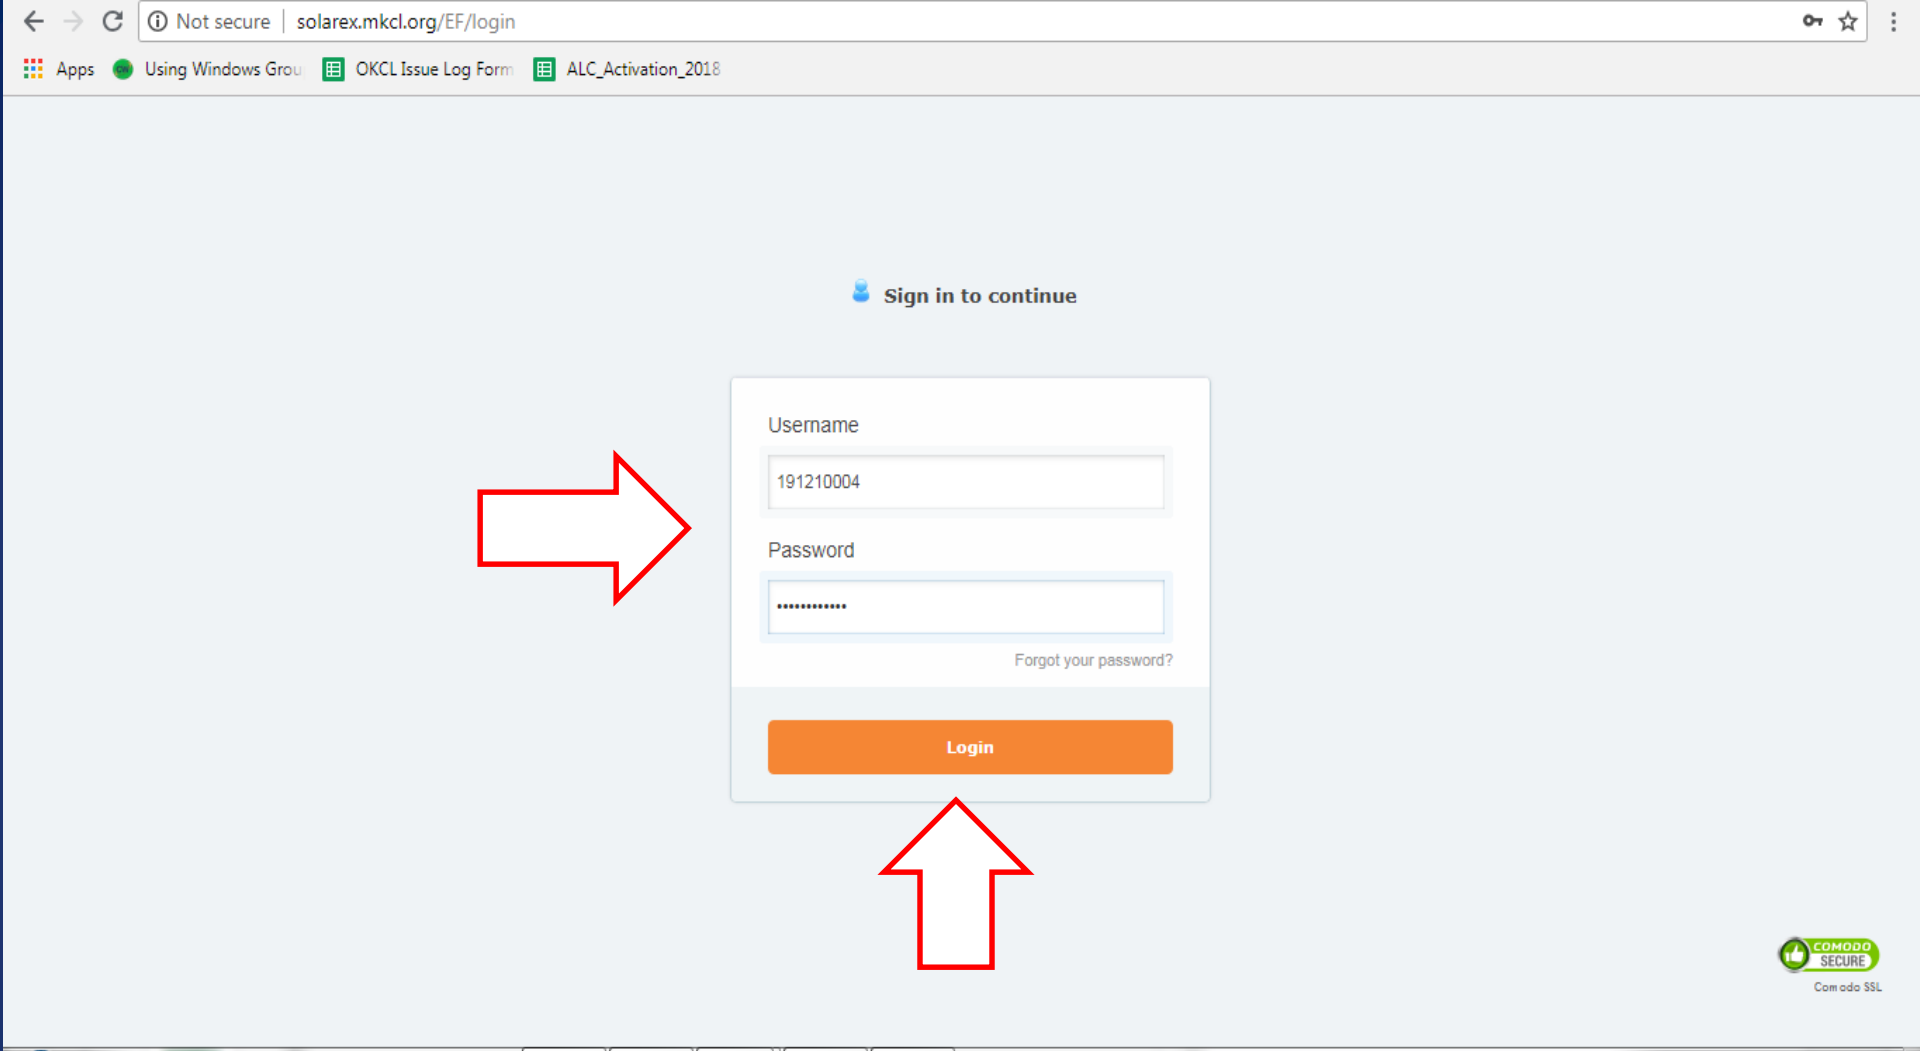 Not secure | solarex.mkcl.org/EF/login
Apps Using Windows Grou OKCL Issue Log Form ALC_Activation_2018
Sign in to continue
Username
191210004
Password
••••••••••••
Forgot your password?
Login
COMODO
SECURE
Comodo SSL